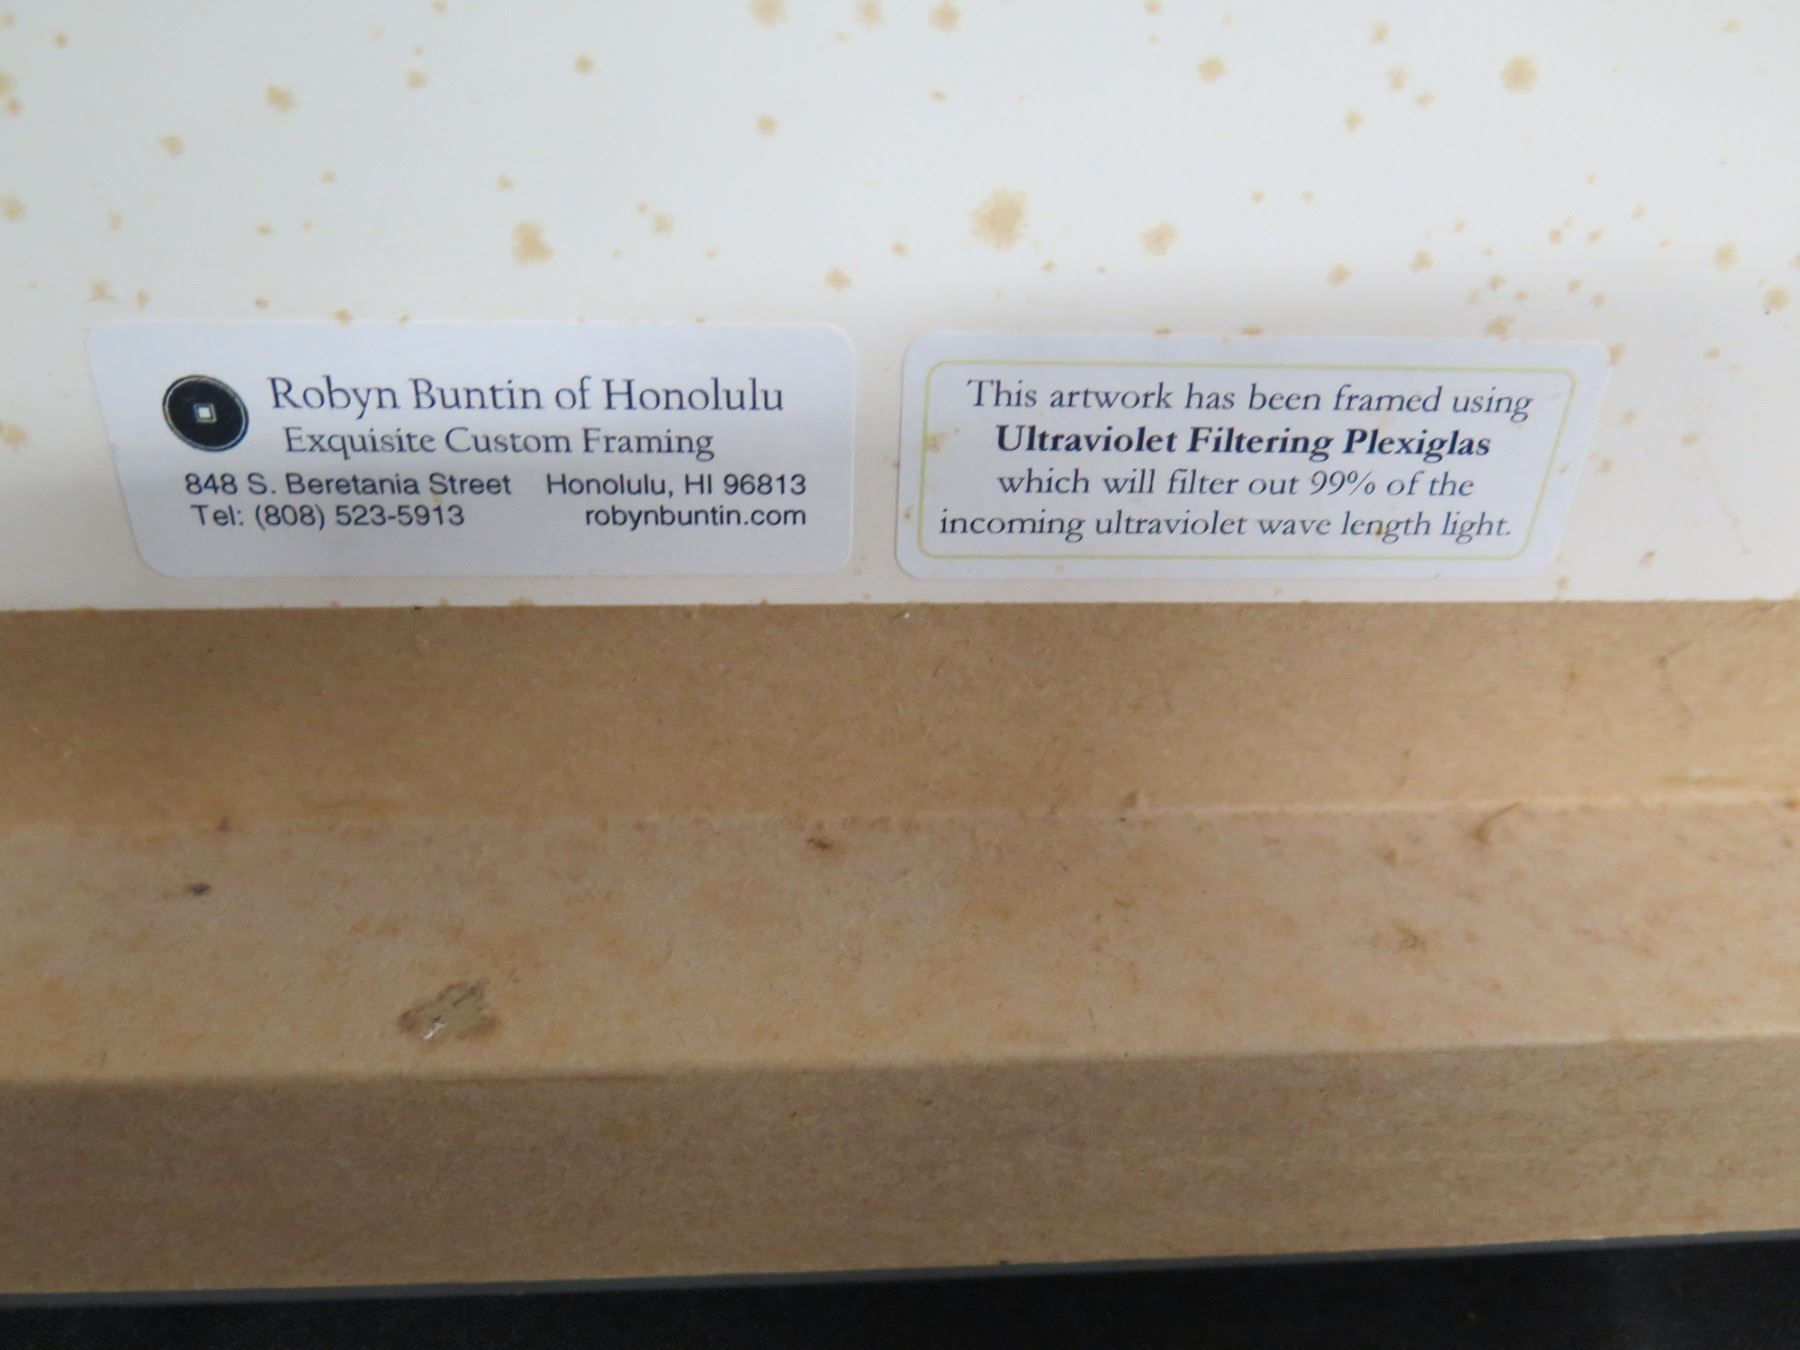 Robyn Buntin of Honolulu
Exquisite Custom Framing
848 S. Beretania Street Honolulu, HI 96813
Tel: (808) 523-5913 robynbuntin.com
This artwork has been framed using
Ultraviolet Filtering Plexiglas
which will filter out 99% of the
incoming ultraviolet wave length light.